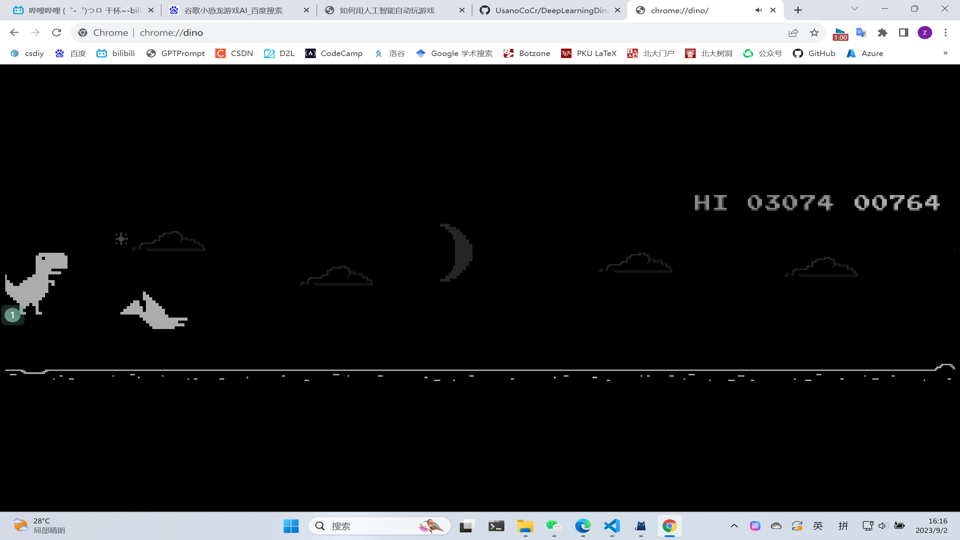 哔哩哔哩 (゜-゜)つロ 干杯~-bili
谷歌小恐龙游戏AI_百度搜索
如何用人工智能自动玩游戏
UsanoCoCr/DeepLearningDin
chrome://dino/
Chrome | chrome://dino
1.00
z
csdiy
百度
bilibili
GPTPrompt
CSDN
D2L
CodeCamp
洛谷
Google 学术搜索
Botzone
PKU LaTeX
北大门户
北大树洞
公众号
GitHub
Azure
»
HI 03074 00764
1
28°C
局部晴朗
搜索
英
拼
16:16
2023/9/2